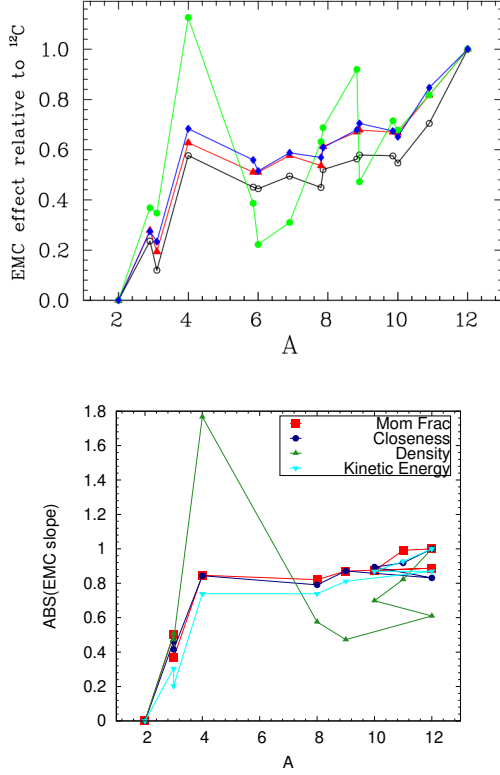 EMC effect relative to ¹²C
1.0
0.8
0.6
0.4
0.2
0.0
2 4 6 8 10 12
A
ABS(EMC slope)
1.8
1.6
1.4
1.2
1
0.8
0.6
0.4
0.2
0
Mom Frac
Closeness
Density
Kinetic Energy
2 4 6 8 10 12
A